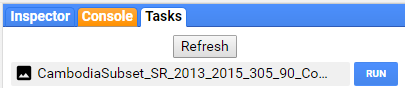 Inspector Console Tasks
Refresh
CambodiaSubset_SR_2013_2015_305_90_Co... RUN